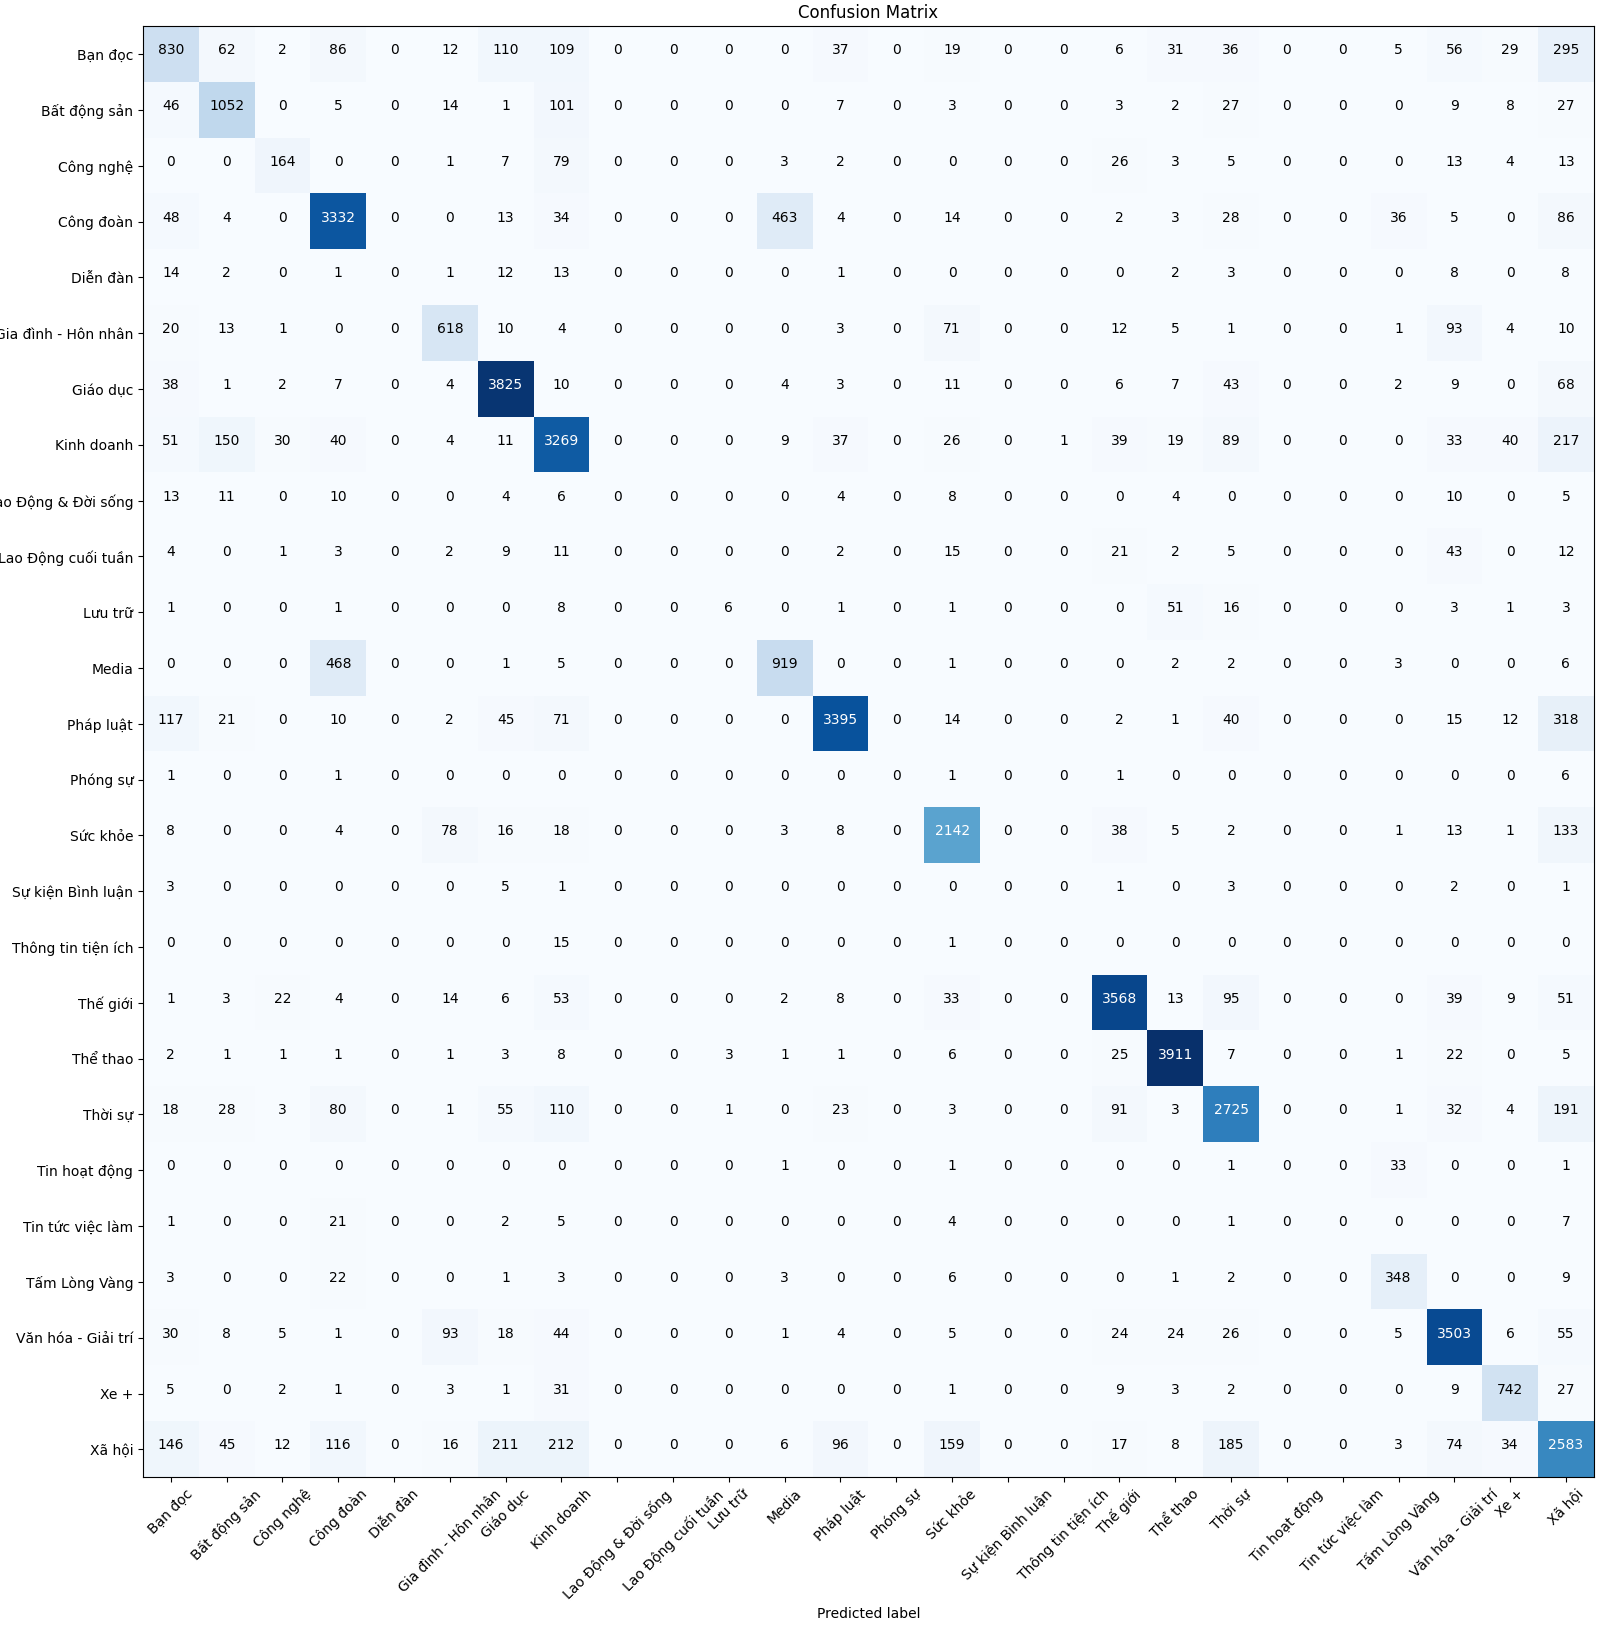 Confusion Matrix
Bạn đọc 830 62 2 86 0 12 110 109 0 0 0 0 37 0 19 0 0 6 31 36 0 0 5 56 29 295
Bất động sản 46 1052 0 5 0 14 1 101 0 0 0 0 7 0 3 0 0 3 2 27 0 0 0 9 8 27
Công nghệ 0 0 164 0 0 1 7 79 0 0 0 3 2 0 0 0 0 26 3 5 0 0 0 13 4 13
Công đoàn 48 4 0 3332 0 0 13 34 0 0 0 463 4 0 14 0 0 2 3 28 0 0 36 5 0 86
Diễn đàn 14 2 0 1 0 1 12 13 0 0 0 0 1 0 0 0 0 0 2 3 0 0 0 8 0 8
Gia đình - Hôn nhân 20 13 1 0 0 618 10 4 0 0 0 0 3 0 71 0 0 12 5 1 0 0 1 93 4 10
Giáo dục 38 1 2 7 0 4 3825 10 0 0 0 4 3 0 11 0 0 6 7 43 0 0 2 9 0 68
Kinh doanh 51 150 30 40 0 4 11 3269 0 0 0 9 37 0 26 0 1 39 19 89 0 0 0 33 40 217
ao Động & Đời sống 13 11 0 10 0 0 4 6 0 0 0 0 4 0 8 0 0 0 4 0 0 0 0 10 0 5
Lao Động cuối tuần 4 0 1 3 0 2 9 11 0 0 0 0 2 0 15 0 0 21 2 5 0 0 0 43 0 12
Lưu trữ 1 0 0 1 0 0 0 8 0 0 6 0 1 0 1 0 0 0 51 16 0 0 0 3 1 3
Media 0 0 0 468 0 0 1 5 0 0 0 919 0 0 1 0 0 0 2 2 0 0 3 0 0 6
Pháp luật 117 21 0 10 0 2 45 71 0 0 0 0 3395 0 14 0 0 2 1 40 0 0 0 15 12 318
Phóng sự 1 0 0 1 0 0 0 0 0 0 0 0 0 0 1 0 0 1 0 0 0 0 0 0 0 6
Sức khỏe 8 0 0 4 0 78 16 18 0 0 0 3 8 0 2142 0 0 38 5 2 0 0 1 13 1 133
Sự kiện Bình luận 3 0 0 0 0 0 5 1 0 0 0 0 0 0 0 0 0 1 0 3 0 0 0 2 0 1
Thông tin tiện ích 0 0 0 0 0 0 0 15 0 0 0 0 0 0 1 0 0 0 0 0 0 0 0 0 0 0
Thế giới 1 3 22 4 0 14 6 53 0 0 0 2 8 0 33 0 0 3568 13 95 0 0 0 39 9 51
Thể thao 2 1 1 1 0 1 3 8 0 0 3 1 1 0 6 0 0 25 3911 7 0 0 1 22 0 5
Thời sự 18 28 3 80 0 1 55 110 0 0 1 0 23 0 3 0 0 91 3 2725 0 0 1 32 4 191
Tin hoạt động 0 0 0 0 0 0 0 0 0 0 0 1 0 0 1 0 0 0 0 1 0 0 33 0 0 1
Tin tức việc làm 1 0 0 21 0 0 2 5 0 0 0 0 0 0 4 0 0 0 0 1 0 0 0 0 0 7
Tấm Lòng Vàng 3 0 0 22 0 0 1 3 0 0 0 3 0 0 6 0 0 0 1 2 0 0 348 0 0 9
Văn hóa - Giải trí 30 8 5 1 0 93 18 44 0 0 0 1 4 0 5 0 0 24 24 26 0 0 5 3503 6 55
Xe + 5 0 2 1 0 3 1 31 0 0 0 0 0 0 1 0 0 9 3 2 0 0 0 9 742 27
Xã hội 146 45 12 116 0 16 211 212 0 0 0 6 96 0 159 0 0 17 8 185 0 0 3 74 34 2583
Bạn đọc Bất động sản Công nghệ Công đoàn Diễn đàn Gia đình - Hôn nhân Giáo dục Kinh doanh Lao Động & Đời sống Lao Động cuối tuần Lưu trữ Media Pháp luật Phóng sự Sức khỏe Sự kiện Bình luận Thông tin tiện ích Thế giới Thể thao Thời sự Tin hoạt động Tin tức việc làm Tấm Lòng Vàng Văn hóa - Giải trí Xe + Xã hội
Predicted label